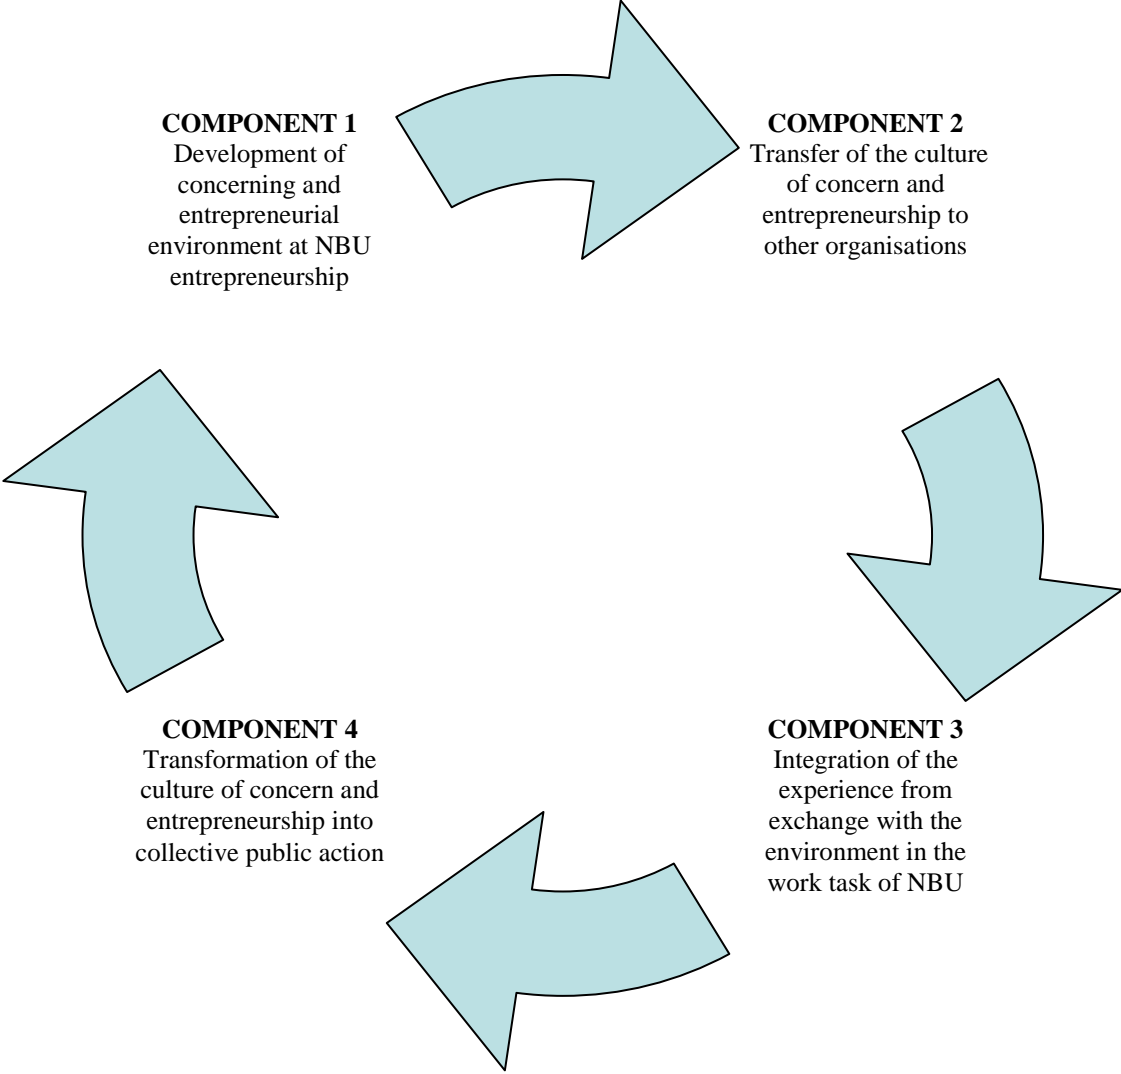 COMPONENT 1
Development of
concerning and
entrepreneurial
environment at NBU
entrepreneurship
COMPONENT 2
Transfer of the culture
of concern and
entrepreneurship to
other organisations
COMPONENT 4
Transformation of the
culture of concern and
entrepreneurship into
collective public action
COMPONENT 3
Integration of the
experience from
exchange with the
environment in the
work task of NBU